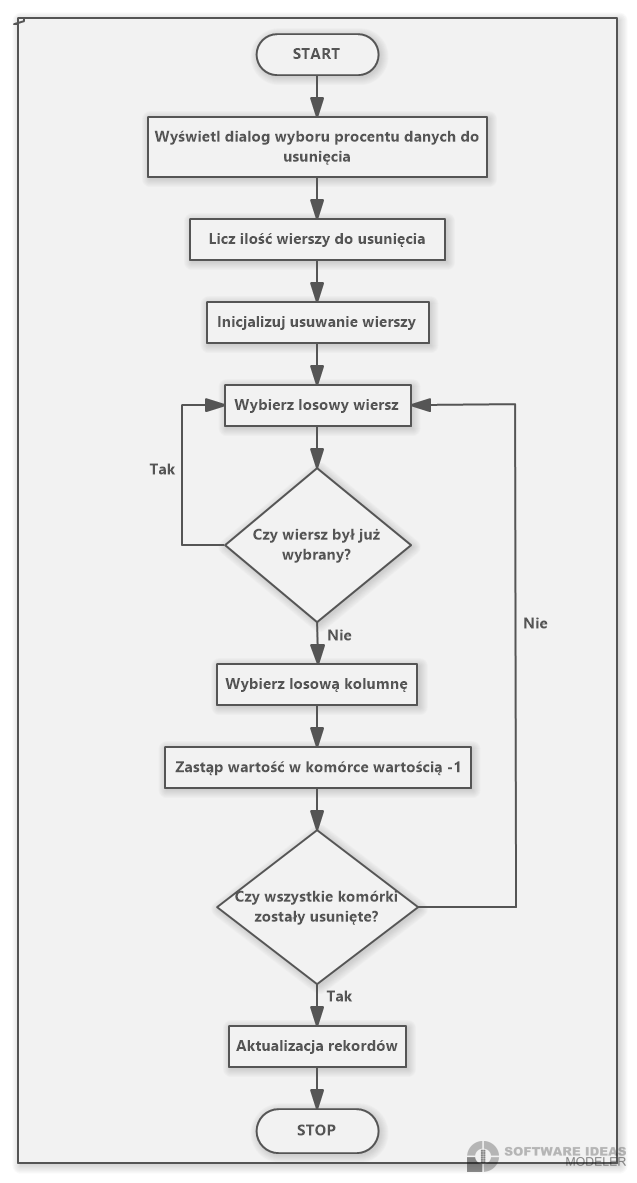 START
Wyświetl dialog wyboru procentu danych do
usunięcia
Licz ilość wierszy do usunięcia
Inicjalizuj usuwanie wierszy
Wybierz losowy wiersz
Tak
Czy wiersz był już
wybrany?
Nie
Nie
Wybierz losową kolumnę
Zastąp wartość w komórce wartością -1
Czy wszystkie komórki
zostały usunięte?
Tak
Aktualizacja rekordów
STOP
SOFTWARE IDEAS
MODELER